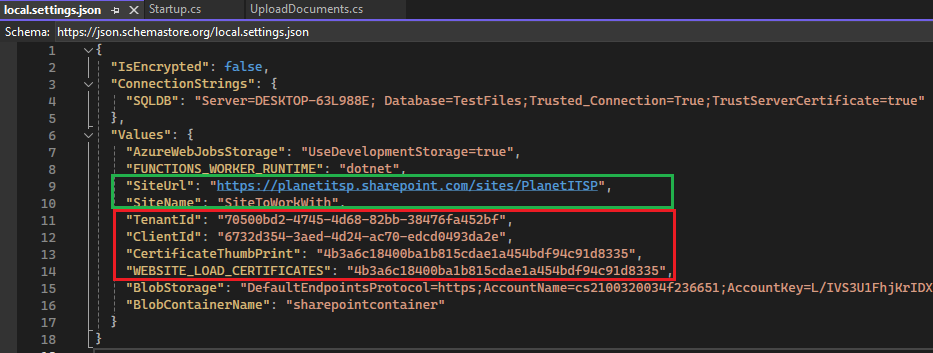 local.settings.json Startup.cs UploadDocuments.cs
Schema: https://json.schemastore.org/local.settings.json
1 {
2 "IsEncrypted": false,
3 "ConnectionStrings": {
4 "SQLDB": "Server=DESKTOP-63L988E; Database=TestFiles;Trusted_Connection=True;TrustServerCertificate=true"
5 },
6 "Values": {
7 "AzureWebJobsStorage": "UseDevelopmentStorage=true",
8 "FUNCTIONS_WORKER_RUNTIME": "dotnet",
9 "SiteUrl": "https://planetitsp.sharepoint.com/sites/PlanetITSP",
10 "SiteName": "SiteToWorkWith",
11 "TenantId": "70500bd2-4745-4d68-82bb-38476fa452bf",
12 "ClientId": "6732d354-3aed-4d24-ac70-edcd0493da2e",
13 "CertificateThumbPrint": "4b3a6c18400ba1b815cdae1a454bdf94c91d8335",
14 "WEBSITE_LOAD_CERTIFICATES": "4b3a6c18400ba1b815cdae1a454bdf94c91d8335",
15 "BlobStorage": "DefaultEndpointsProtocol=https;AccountName=cs2100320034f236651;AccountKey=L/IVS3U1FhjKrIDX
16 "BlobContainerName": "sharepointcontainer"
17 }
18 }